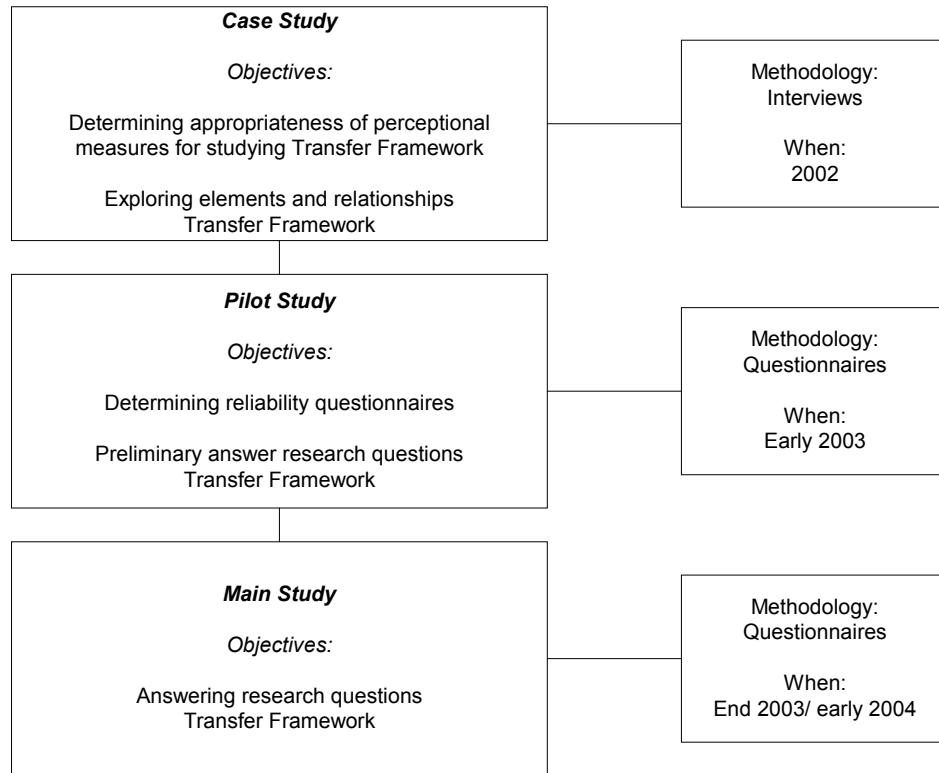 Case Study
Objectives:
Determining appropriateness of perceptional
measures for studying Transfer Framework
Exploring elements and relationships
Transfer Framework
Methodology:
Interviews
When:
2002
Pilot Study
Objectives:
Determining reliability questionnaires
Preliminary answer research questions
Transfer Framework
Methodology:
Questionnaires
When:
Early 2003
Main Study
Objectives:
Answering research questions
Transfer Framework
Methodology:
Questionnaires
When:
End 2003/ early 2004